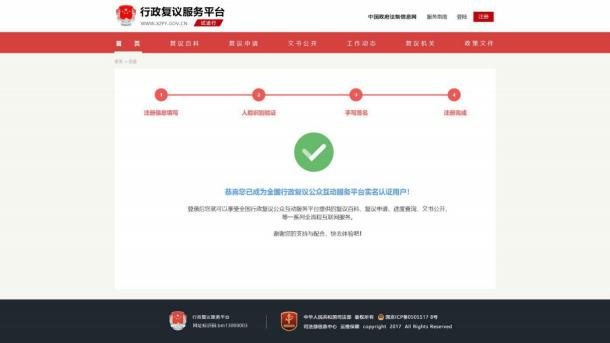 行政复议服务平台
WWW.XZFY.GOV.CN 试运行
中国政府法制信息网 服务指南 登陆 注册
首 页 复议百科 复议申请 文书公开 工作动态 复议机关 政策文件
首页 > 注册
1 2 3 4
注册信息填写 人脸识别验证 手写签名 注册完成
恭喜您已成为全国行政复议公众互动服务平台实名认证用户！
登陆后您就可以享受全国行政复议公众互动服务平台提供的复议百科、复议申请、进度查询、文书公开，
等一系列全流程互联网服务。
谢谢您的支持与配合，快去体验吧！
行政复议服务平台
网站标识码:bm13000003
中华人民共和国司法部 版权所有
司法部信息中心 运维保障 copyright 2017 All Rights Reserved